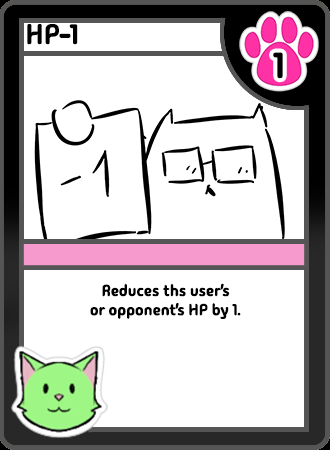 HP-1
1
-1
Reduces ths user's
or opponent's HP by 1.